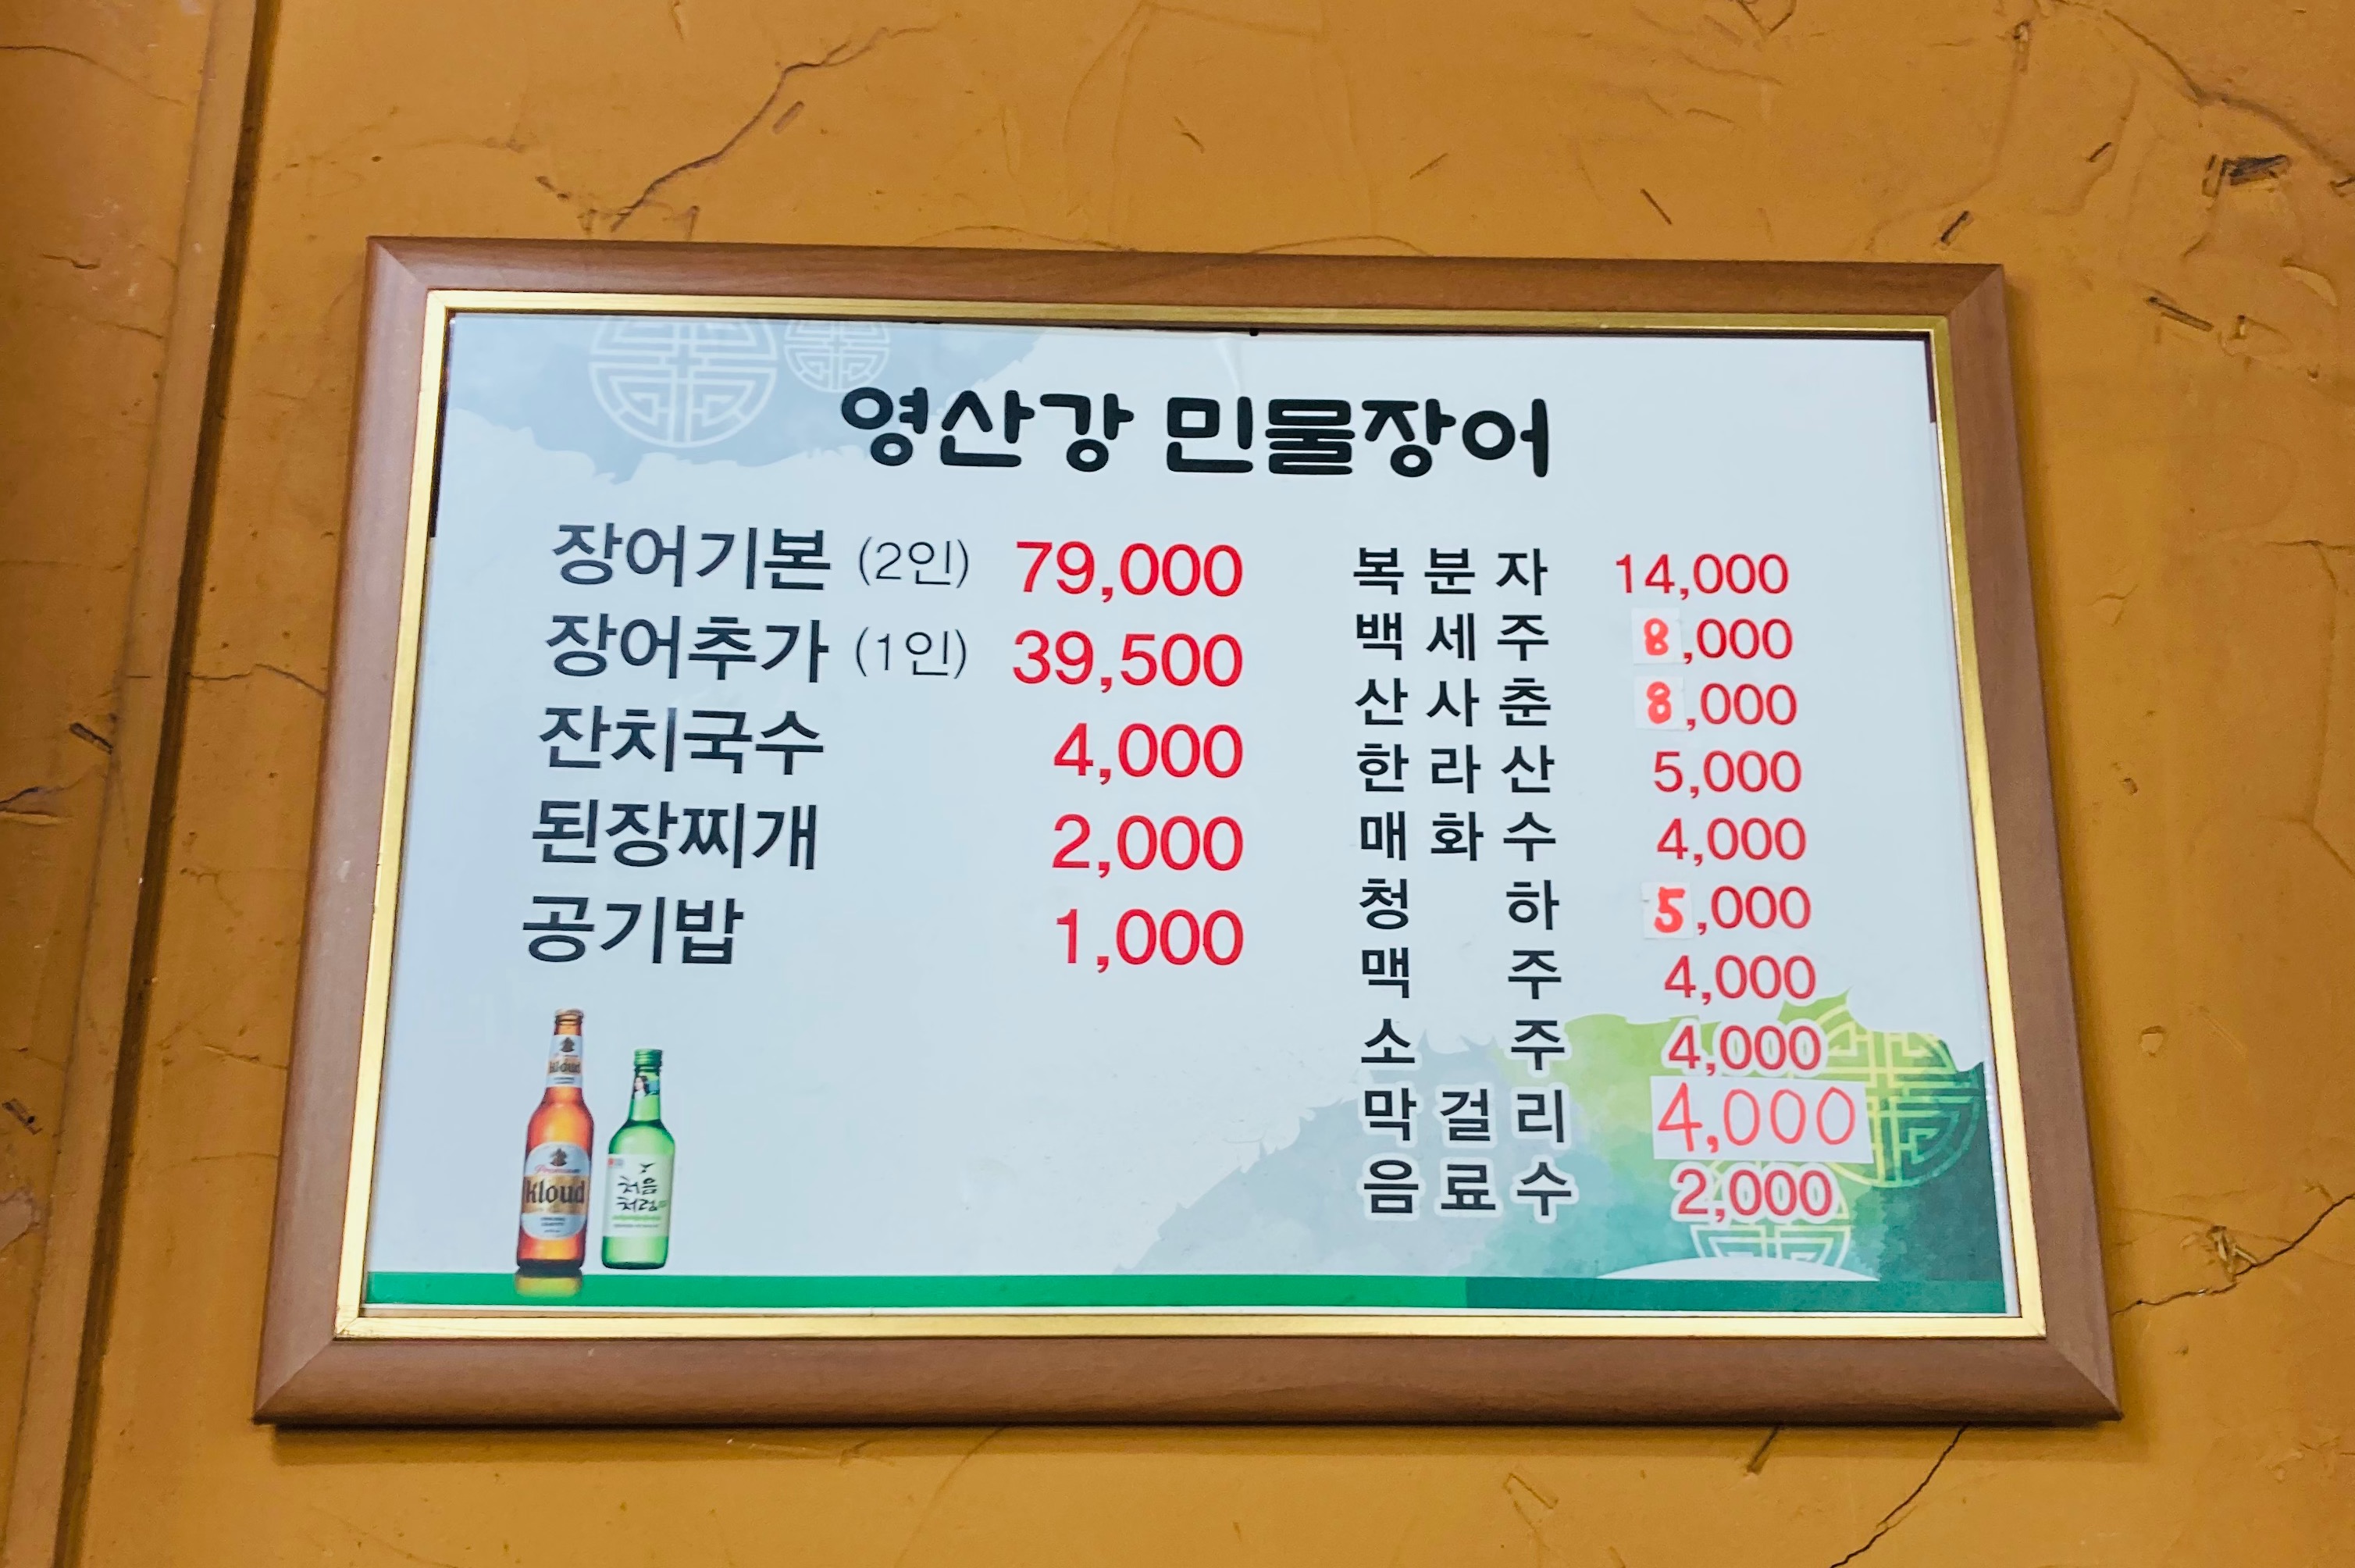 영산강 민물장어
장어기본 (2인) 79,000
장어추가 (1인) 39,500
잔치국수 4,000
된장찌개 2,000
공기밥 1,000
복분자 14,000
백세주 8,000
산사춘 8,000
한라산 5,000
매화수 4,000
청하 5,000
맥주 4,000
소주 4,000
막걸리 4,000
음료수 2,000
kloud
Premium
kloud
처음
처럼